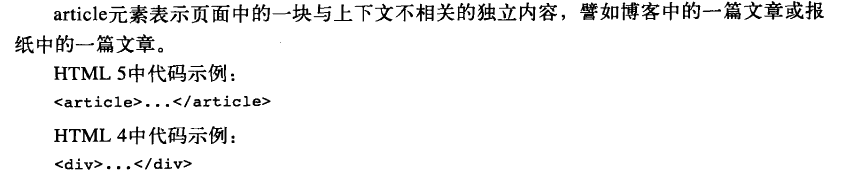 article元素表示页面中的一块与上下文不相关的独立内容，譬如博客中的一篇文章或报
纸中的一篇文章。
HTML 5中代码示例：
<article>...</article>
HTML 4中代码示例：
<div>...</div>